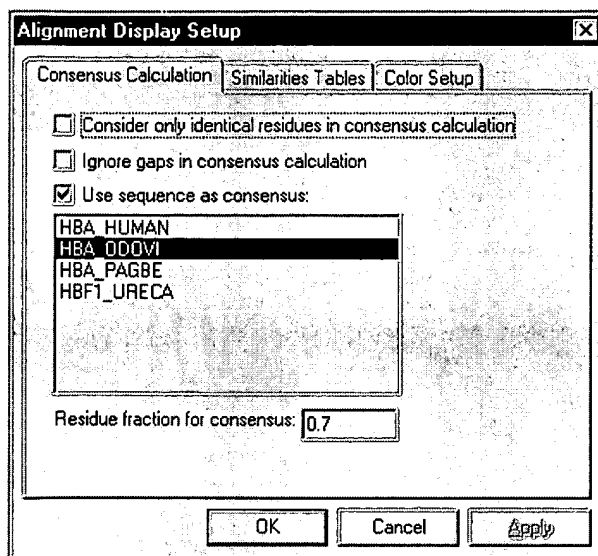 Alignment Display Setup
Consensus Calculation Similarities Tables Color Setup
Consider only identical residues in consensus calculation
Ignore gaps in consensus calculation
Use sequence as consensus:
HBA_HUMAN
HBA_ODOVI
HBA_PAGBE
HBF1_URECA
Residue fraction for consensus: 0.7
OK Cancel Apply